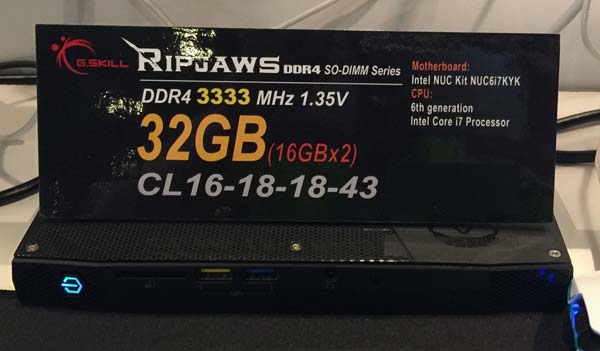 G.SKILL
RIPJAWS DDR4 SO-DIMM Series
DDR4 3333 MHz 1.35V
32GB (16GBx2)
CL16-18-18-43
Motherboard:
Intel NUC Kit NUC6i7KYK
CPU:
6th generation
Intel Core i7 Processor